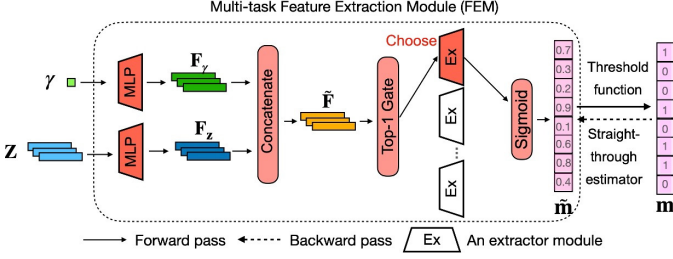 Multi-task Feature Extraction Module (FEM)
γ
MLP
F_γ
Z
MLP
F_z
Concatenate
F̃
Top-1 Gate
Choose
Ex
Ex
Ex
Sigmoid
0.7
0.3
0.2
0.9
0.1
0.6
0.8
0.4
m̃
Threshold
function
Straight-
through
estimator
1
0
0
1
0
1
1
0
m
Forward pass
Backward pass
Ex
An extractor module